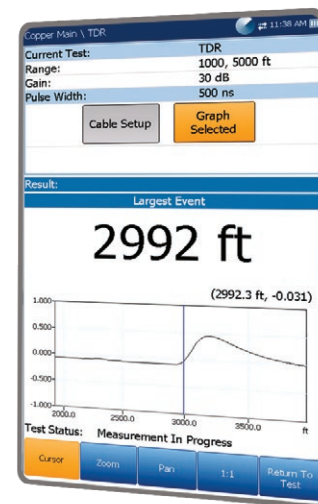 Copper Main \ TDR
11:38 AM
Current Test: TDR
Range: 1000, 5000 ft
Gain: 30 dB
Pulse Width: 500 ns
Cable Setup Graph Selected
Result:
Largest Event
2992 ft
(2992.3 ft, -0.031)
1.000
0.500
0.000
-0.500
-1.000
2000.0 2500.0 3000.0 3500.0 ft
Test Status: Measurement In Progress
Cursor Zoom Pan 1:1 Return To Test